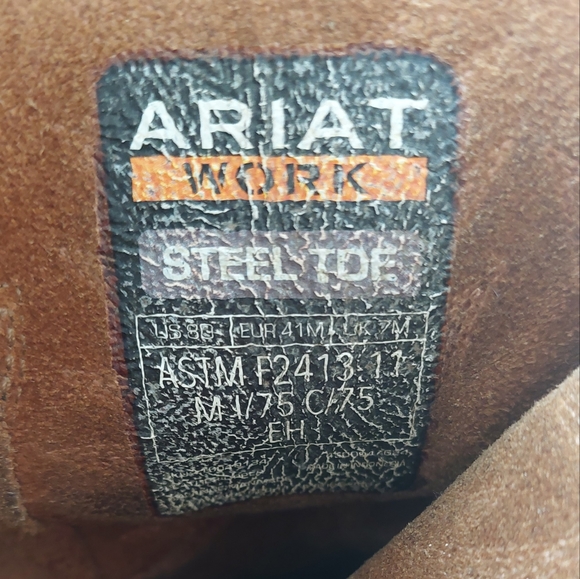 ARIAT
WORK
STEEL TOE
EUR 41M UK 7M
ASTM F2413 11
M I/75 C/75
EH